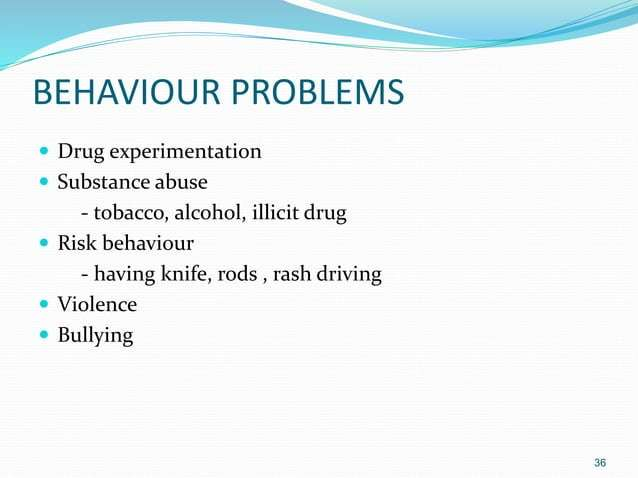 BEHAVIOUR PROBLEMS
• Drug experimentation
• Substance abuse
- tobacco, alcohol, illicit drug
• Risk behaviour
- having knife, rods , rash driving
• Violence
• Bullying
36